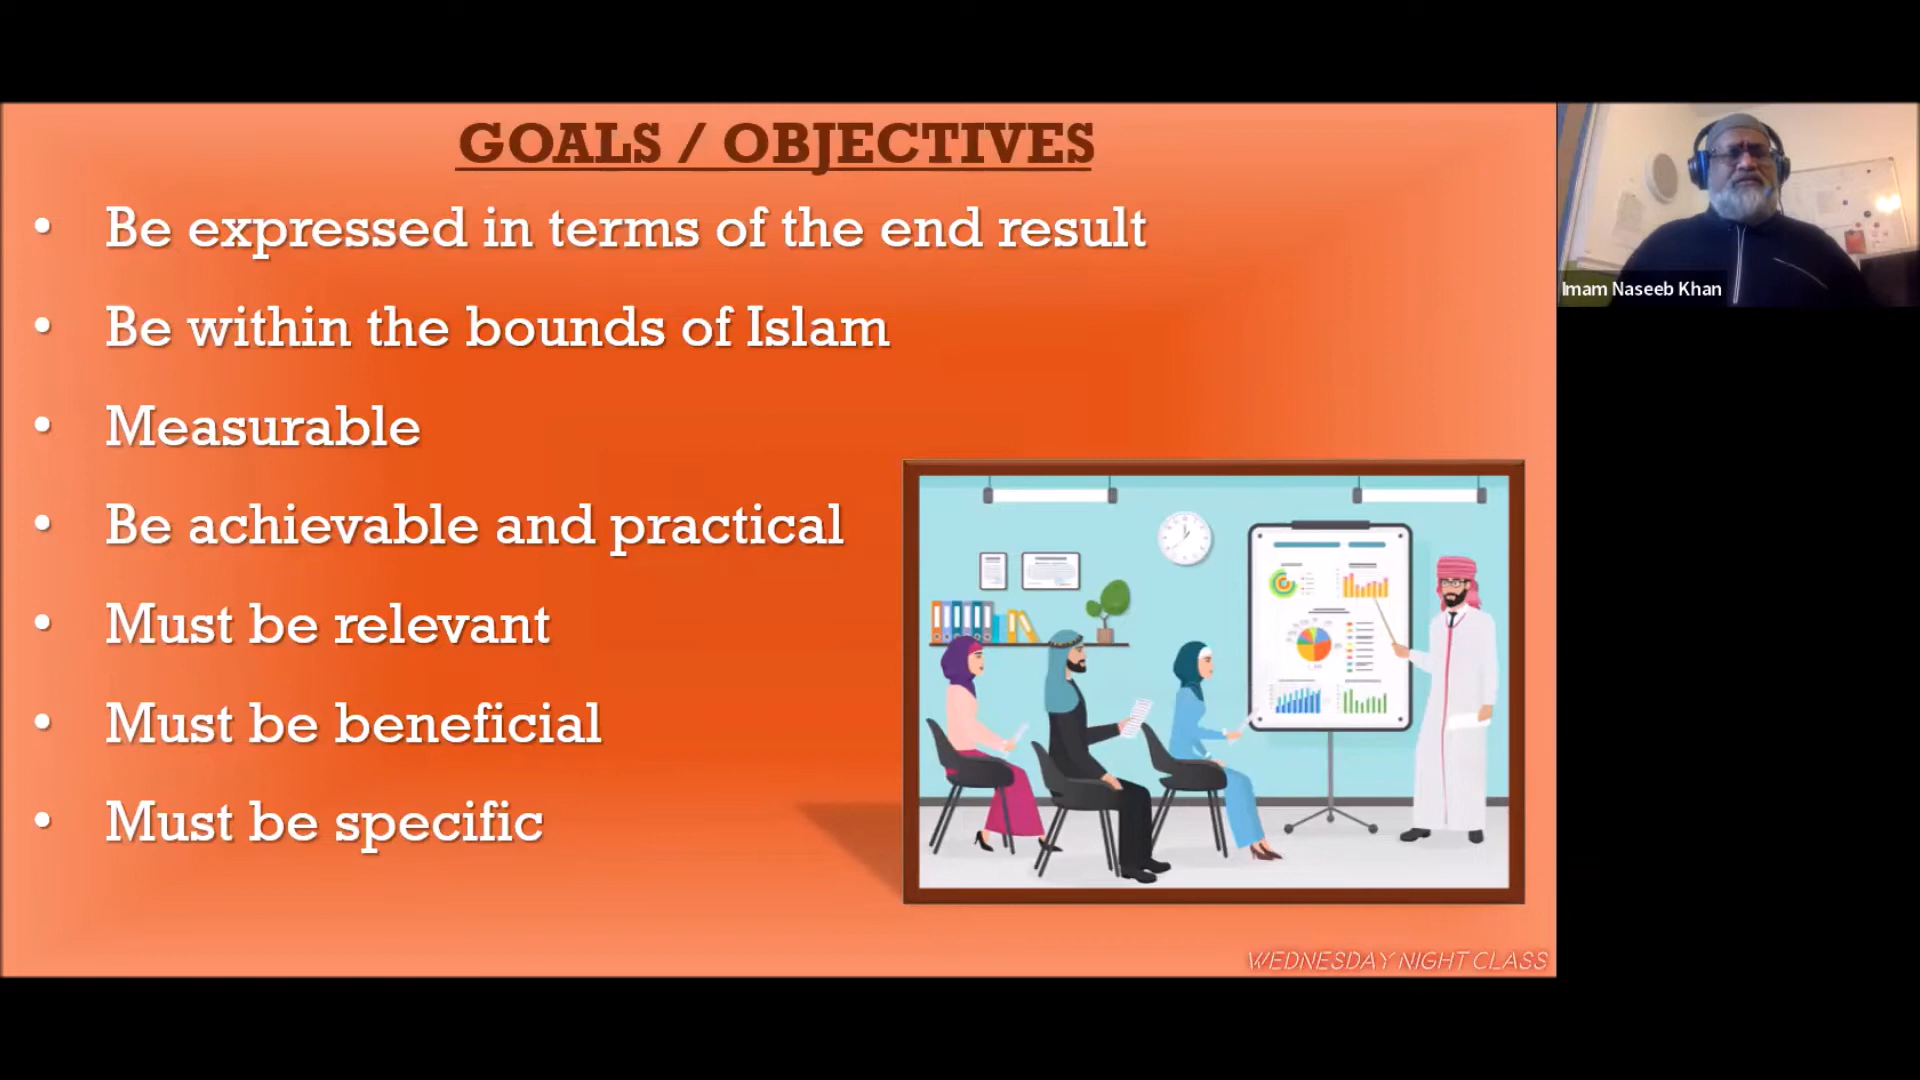 GOALS / OBJECTIVES
• Be expressed in terms of the end result
• Be within the bounds of Islam
• Measurable
• Be achievable and practical
• Must be relevant
• Must be beneficial
• Must be specific
WEDNESDAY NIGHT CLASS
Imam Naseeb Khan